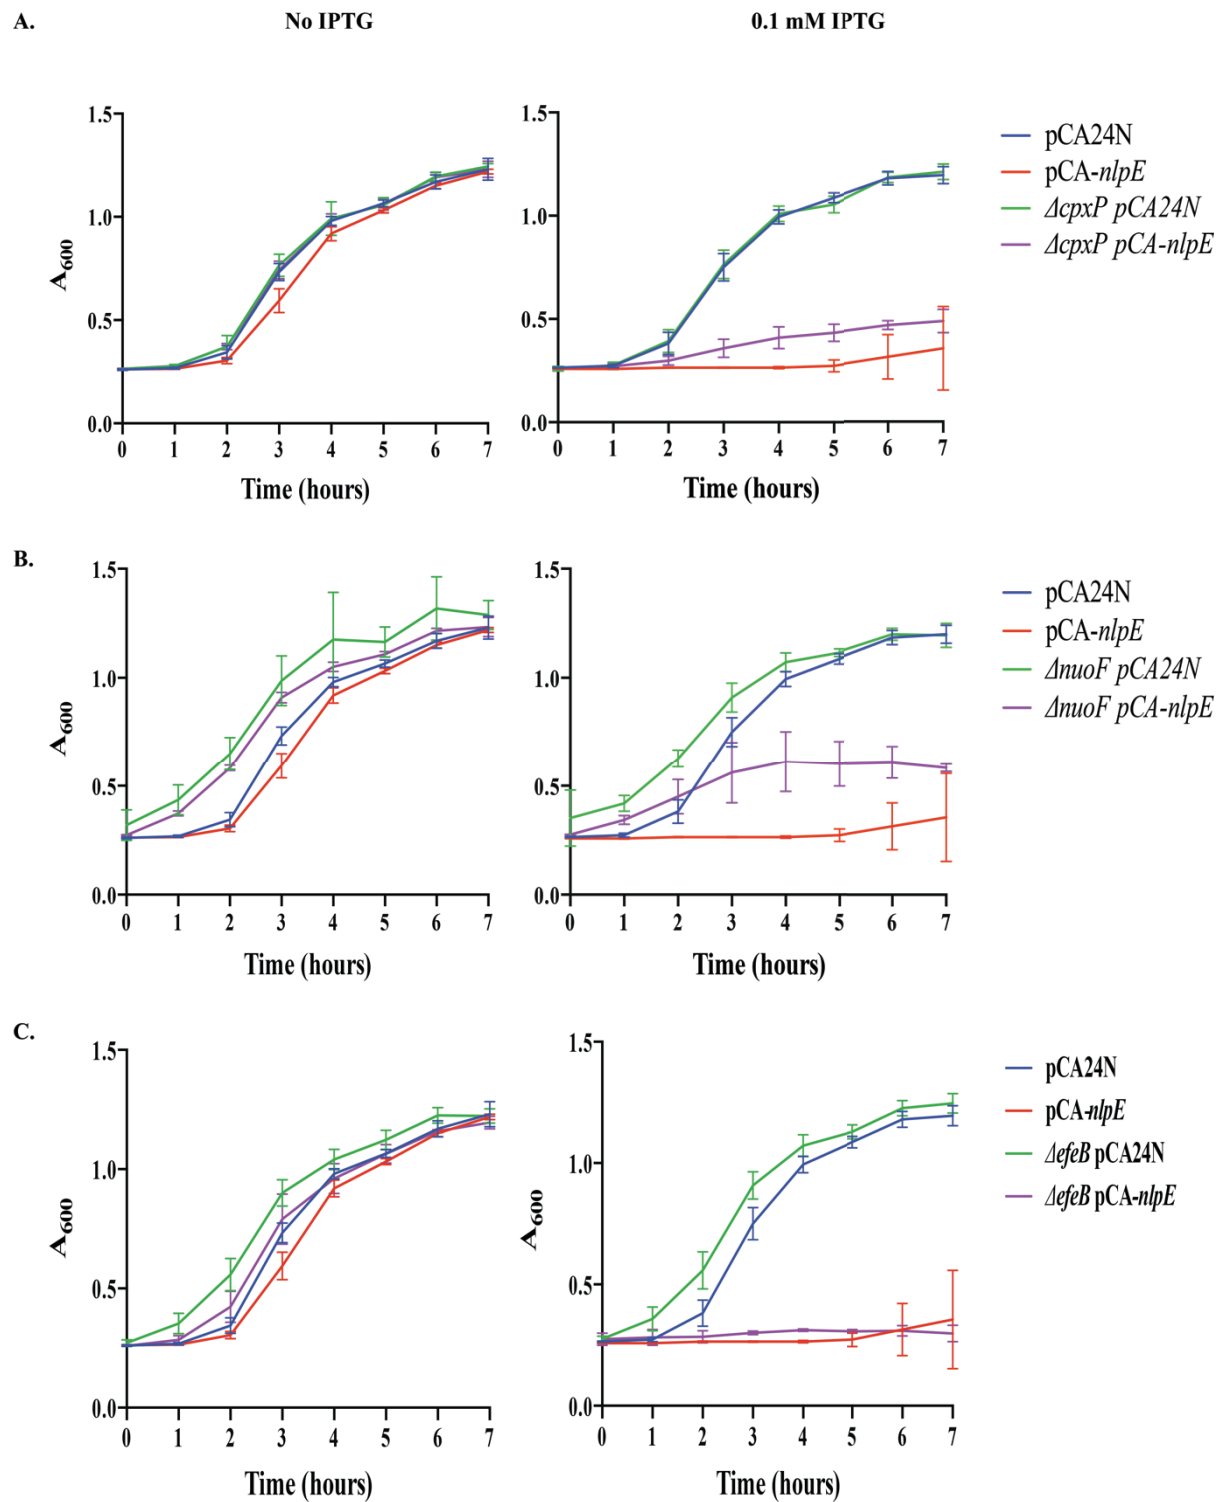 A.
No IPTG
0.1 mM IPTG
1.5
1.0
0.5
0.0
A600
0 1 2 3 4 5 6 7
Time (hours)
1.5
1.0
0.5
0.0
0 1 2 3 4 5 6 7
Time (hours)
pCA24N
pCA-nlpE
ΔcpxP pCA24N
ΔcpxP pCA-nlpE
B.
1.5
1.0
0.5
0.0
A600
0 1 2 3 4 5 6 7
Time (hours)
1.5
1.0
0.5
0.0
0 1 2 3 4 5 6 7
Time (hours)
pCA24N
pCA-nlpE
ΔnuoF pCA24N
ΔnuoF pCA-nlpE
C.
1.5
1.0
0.5
0.0
A600
0 1 2 3 4 5 6 7
Time (hours)
1.5
1.0
0.5
0.0
A600
0 1 2 3 4 5 6 7
Time (hours)
pCA24N
pCA-nlpE
ΔefeB pCA24N
ΔefeB pCA-nlpE